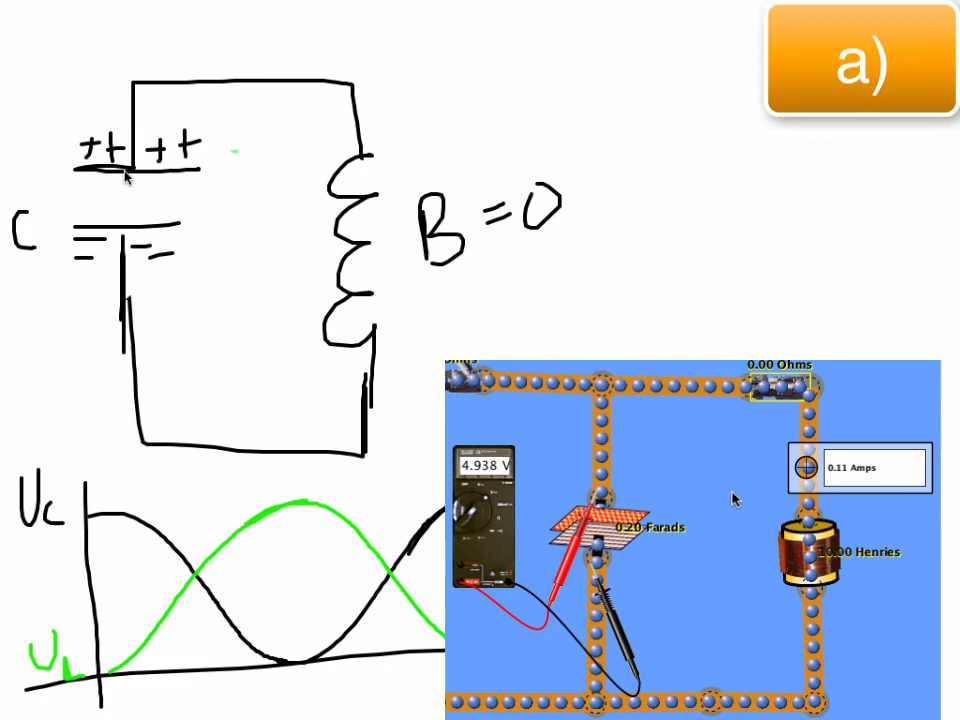 a)
++ ++
C
B = 0
0.00 Ohms
4.938 V
0.11 Amps
0.20 Farads
10.00 Henries
Uc
UL